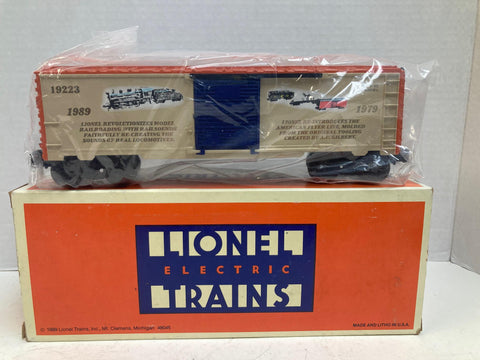 19223
1989
LIONEL REVOLUTIONIZES MODEL
RAILROADING WITH RAILSOUNDS
FAITHFULLY RE-CREATING THE
SOUNDS OF REAL LOCOMOTIVES.
1979
LIONEL RE-INTRODUCES THE
AMERICAN FLYER LINE, MOLDED
FROM THE ORIGINAL TOOLING
CREATED BY A.C. GILBERT.
LIONEL
ELECTRIC
TRAINS
© 1989 Lionel Trains, Inc., Mt. Clemens, Michigan 48045
MADE AND LITHO IN U.S.A.